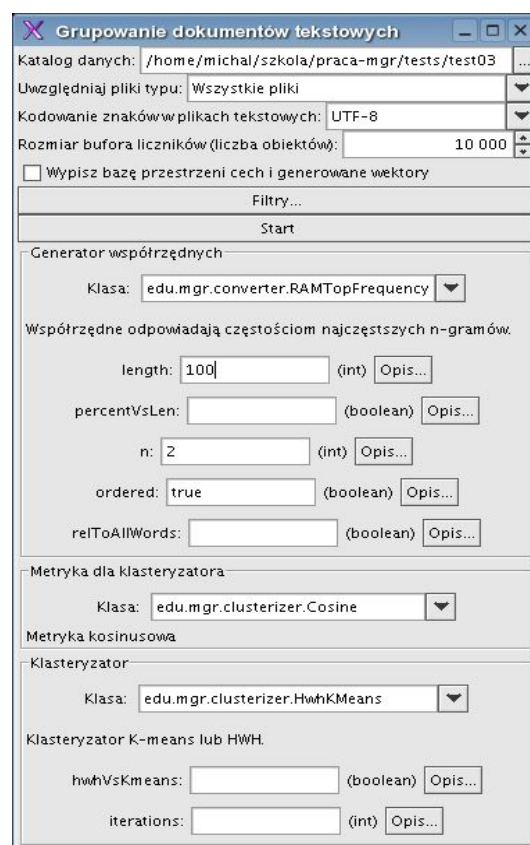 Grupowanie dokumentów tekstowych
Katalog danych: /home/michal/szkola/praca-mgr/tests/test03 ...
Uwzględniaj pliki typu: Wszystkie pliki
Kodowanie znaków w plikach tekstowych: UTF-8
Rozmiar bufora liczników (liczba obiektów): 10 000
Wypisz bazę przestrzeni cech i generowane wektory
Filtry...
Start
Generator współrzędnych
Klasa: edu.mgr.converter.RAMTopFrequency
Współrzędne odpowiadają częstościom najczęstszych n-gramów.
length: 100 (int) Opis...
percentVsLen: (boolean) Opis...
n: 2 (int) Opis...
ordered: true (boolean) Opis...
relToAllWords: (boolean) Opis...
Metryka dla klasteryzatora
Klasa: edu.mgr.clusterizer.Cosine
Metryka kosinusowa
Klasteryzator
Klasa: edu.mgr.clusterizer.HwhKMeans
Klasteryzator K-means lub HWH.
hwhVsKmeans: (boolean) Opis...
iterations: (int) Opis...